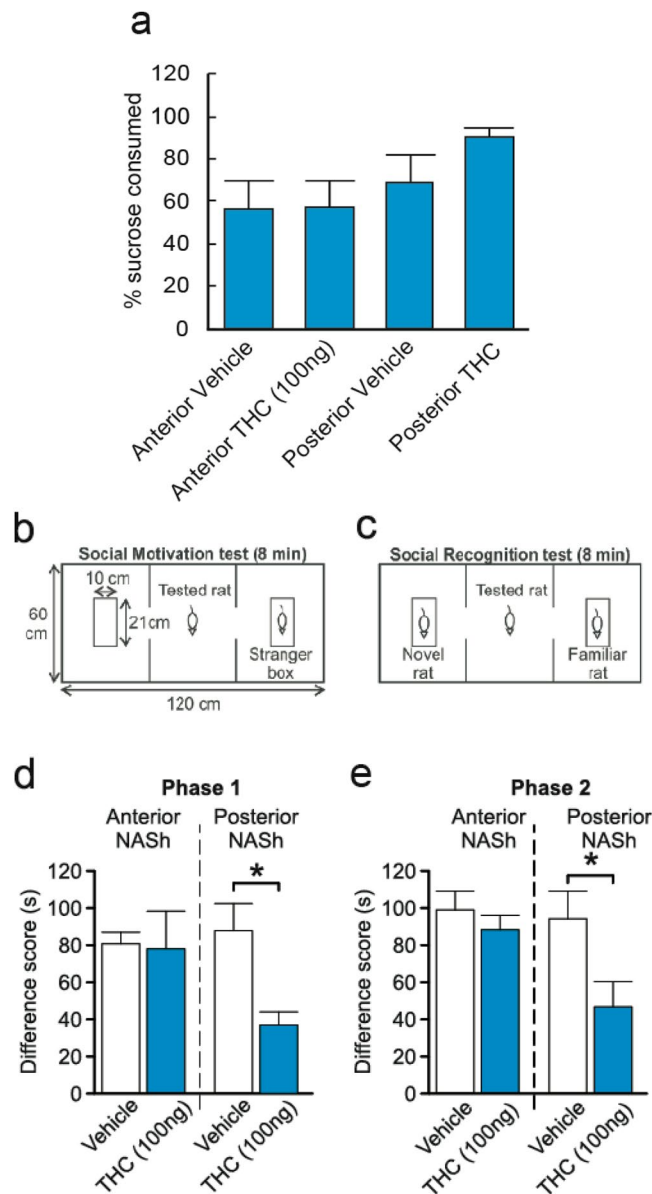 a
120
100
80
60
40
20
0
% sucrose consumed
Anterior Vehicle
Anterior THC (100ng)
Posterior Vehicle
Posterior THC
b
Social Motivation test (8 min)
10 cm
Tested rat
60
cm
21cm
Stranger
box
120 cm
c
Social Recognition test (8 min)
Tested rat
Novel
rat
Familiar
rat
d
Phase 1
Anterior
NASh
Posterior
NASh
*
120
100
80
60
40
20
0
Difference score (s)
Vehicle
THC (100ng)
Vehicle
THC (100ng)
e
Phase 2
Anterior
NASh
Posterior
NASh
*
120
100
80
60
40
20
0
Difference score (s)
Vehicle
THC (100ng)
Vehicle
THC (100ng)